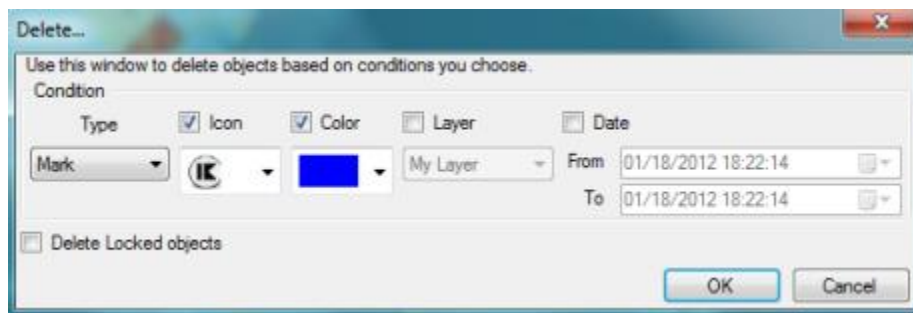 Delete...
Use this window to delete objects based on conditions you choose.
Condition
Type Icon Color Layer Date
Mark IK My Layer From 01/18/2012 18:22:14
To 01/18/2012 18:22:14
Delete Locked objects
OK Cancel